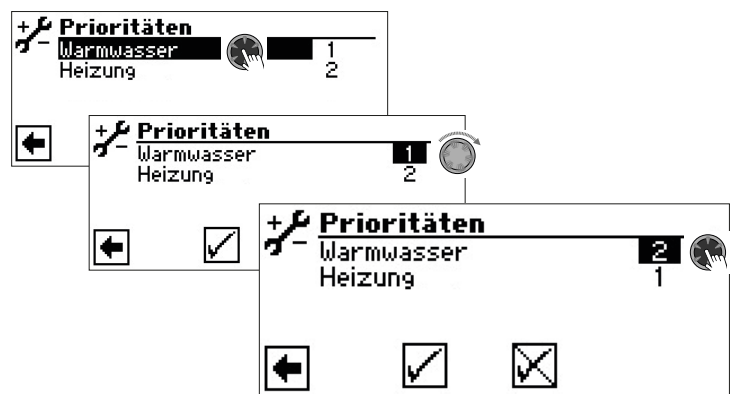 Prioritäten
Warmwasser 1
Heizung 2
Prioritäten
Warmwasser 1
Heizung 2
Prioritäten
Warmwasser 2
Heizung 1